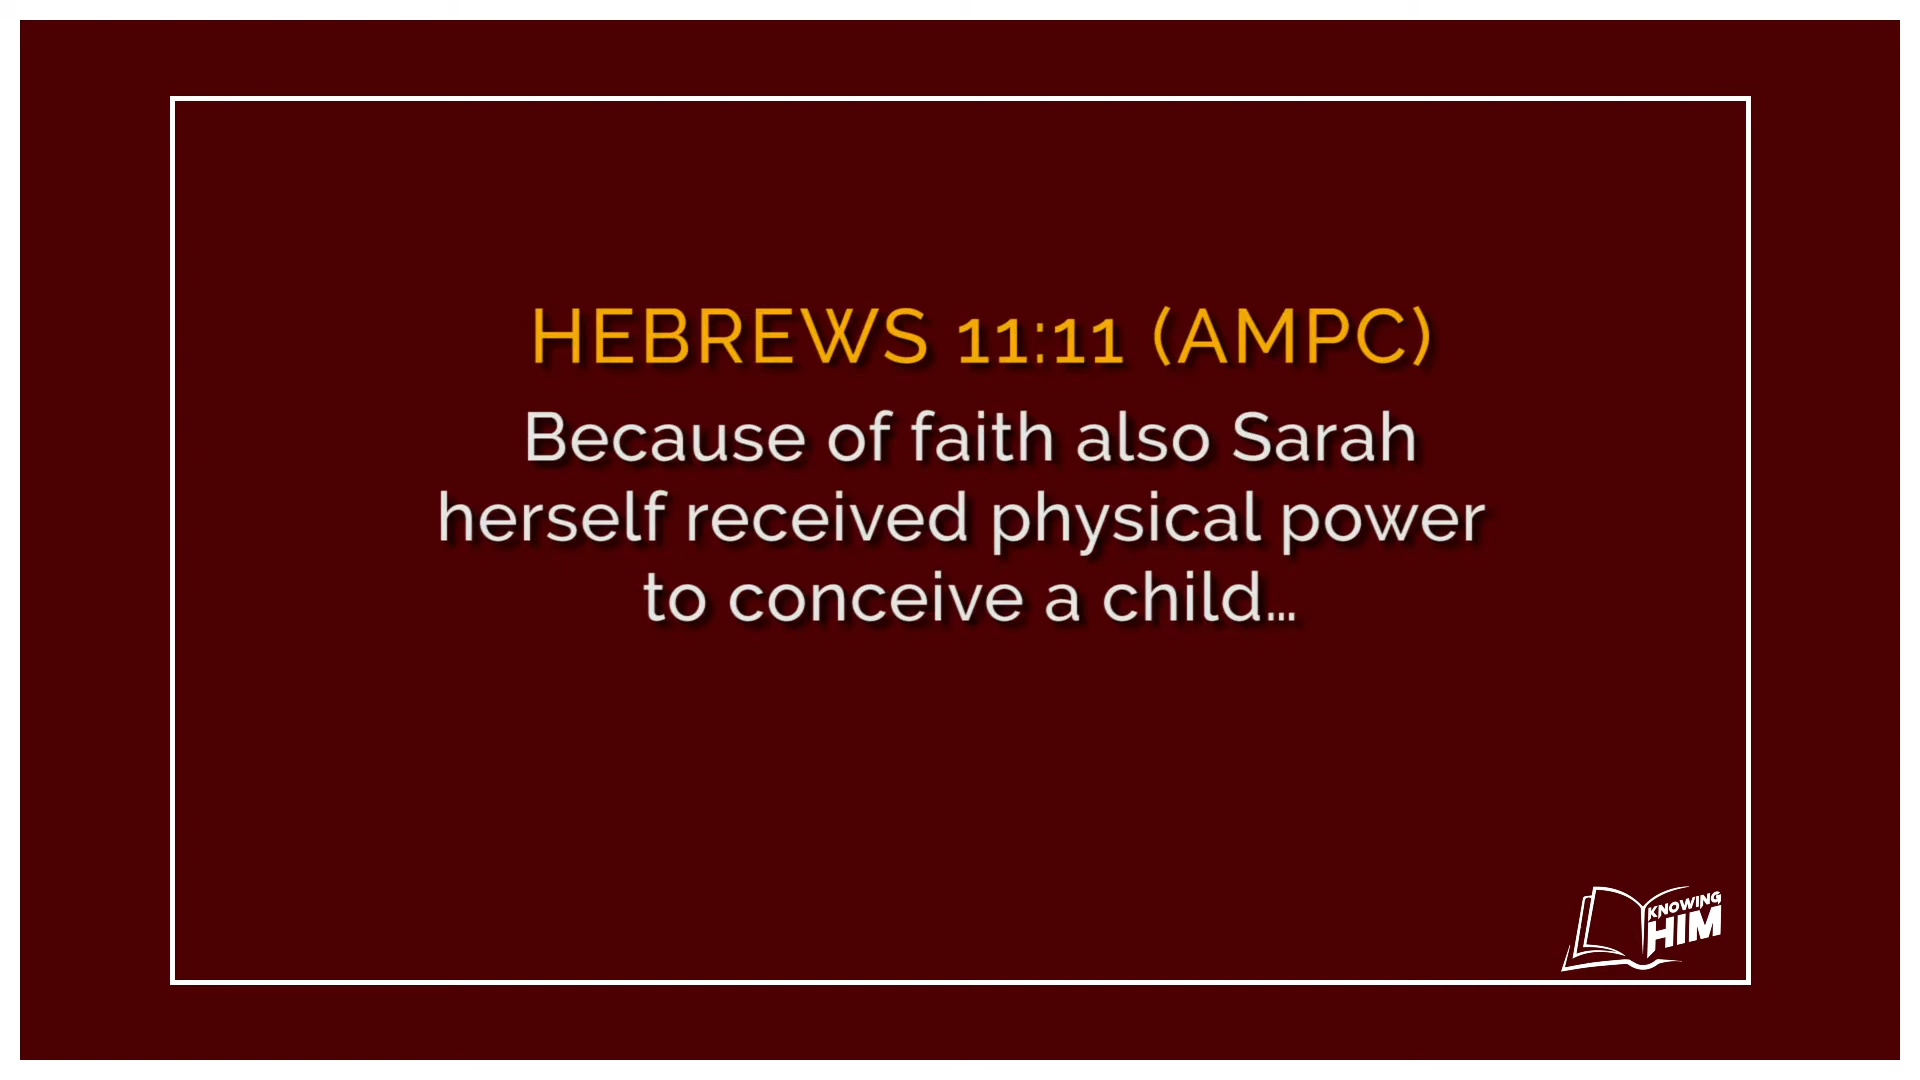 HEBREWS 11:11 (AMPC)
Because of faith also Sarah
herself received physical power
to conceive a child...
KNOWING
HIM